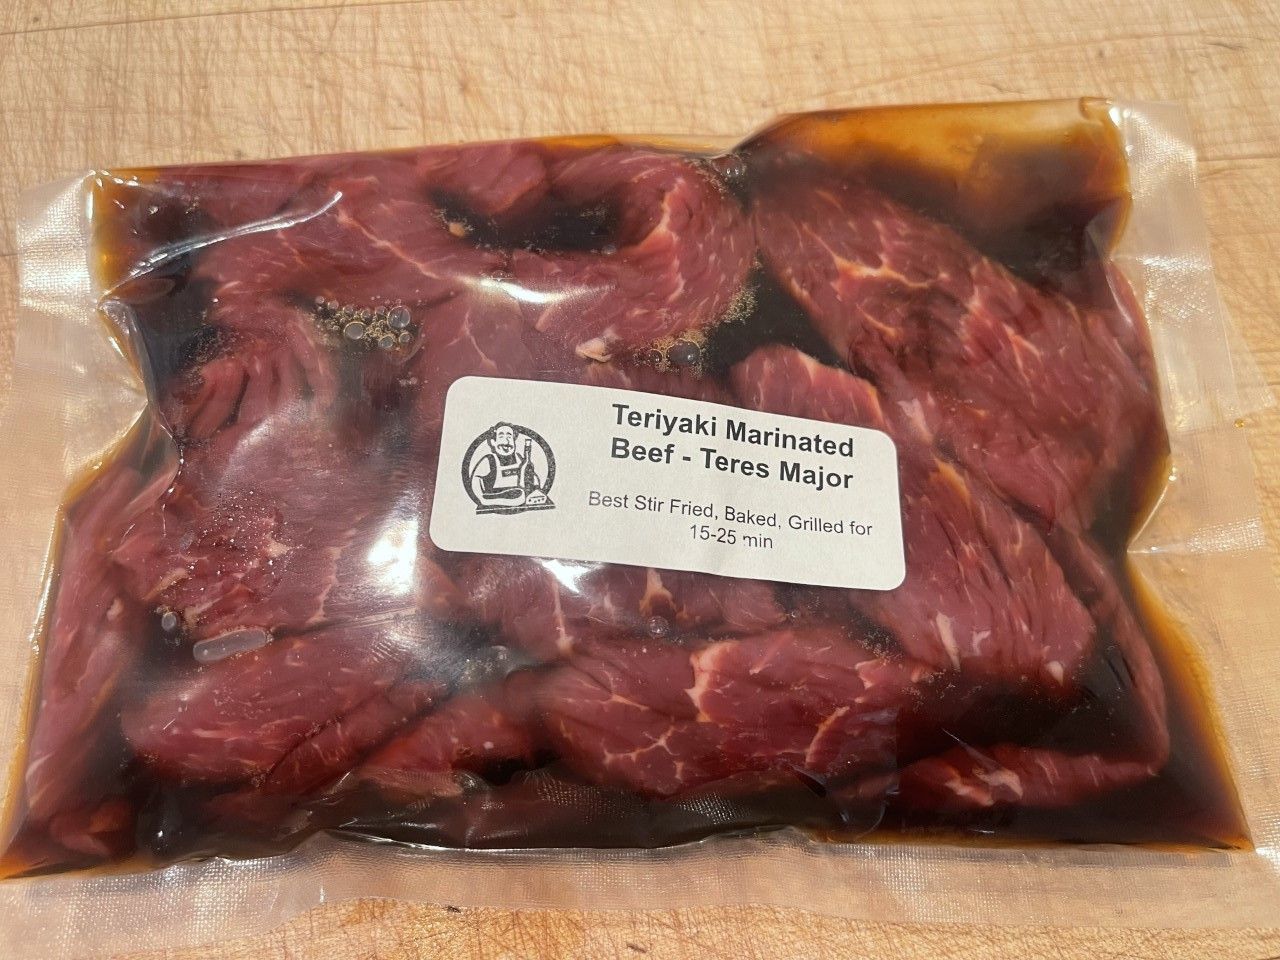 Teriyaki Marinated
Beef - Teres Major
Best Stir Fried, Baked, Grilled for
15-25 min